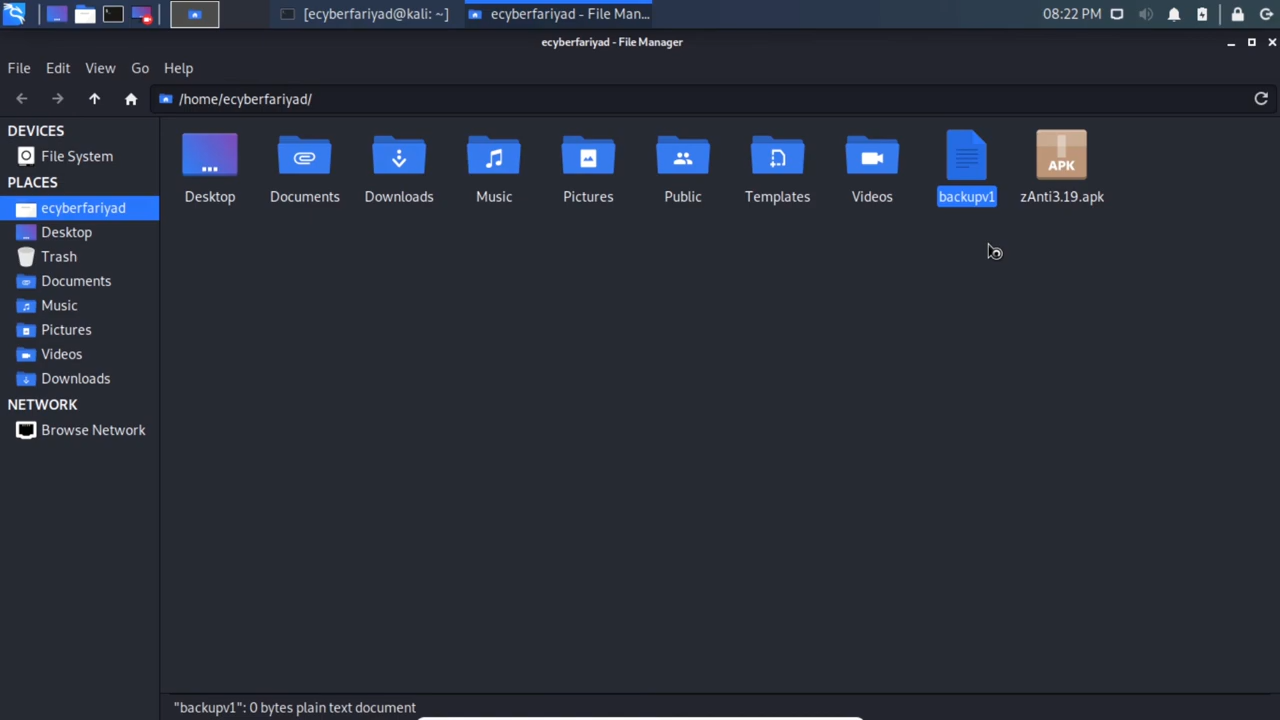 [ecyberfariyad@kali: ~]
ecyberfariyad - File Man...
08:22 PM
ecyberfariyad - File Manager
File Edit View Go Help
/home/ecyberfariyad/
DEVICES
File System
PLACES
ecyberfariyad
Desktop
Trash
Documents
Music
Pictures
Videos
Downloads
NETWORK
Browse Network
APK
Desktop Documents Downloads Music Pictures Public Templates Videos backupv1 zAnti3.19.apk
"backupv1": 0 bytes plain text document